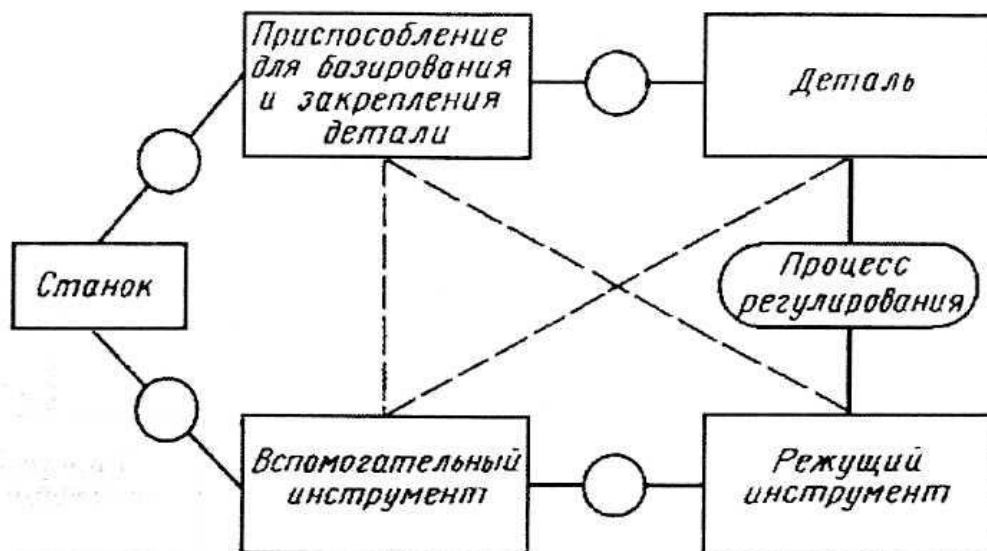 Приспособление
для базирования
и закрепления
детали
Деталь
Станок
Процесс
регулирования
Вспомогательный
инструмент
Режущий
инструмент